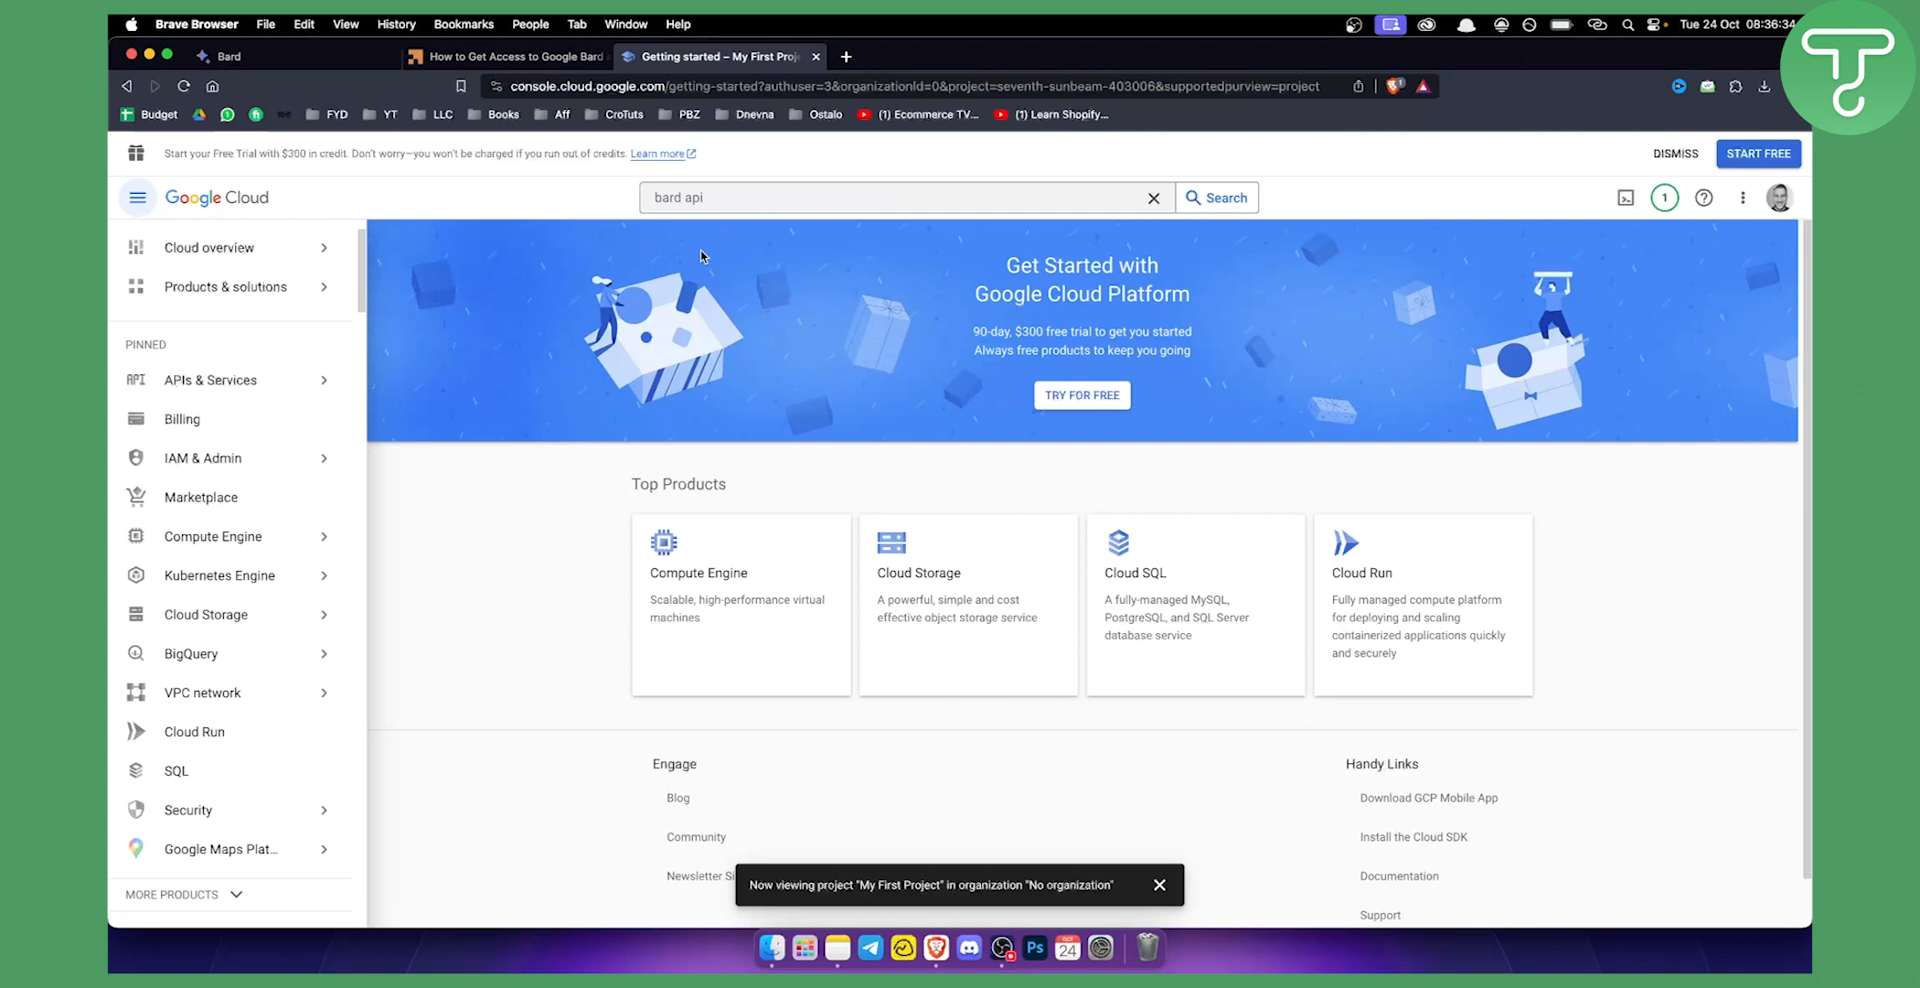 Brave Browser File Edit View History Bookmarks People Tab Window Help
Tue 24 Oct 08:36:34
Bard
How to Get Access to Google Bard
Getting started – My First Proj
console.cloud.google.com/getting-started?authuser=3&organizationId=0&project=seventh-sunbeam-403006&supportedpurview=project
Budget FYD YT LLC Books Aff CroTuts PBZ Dnevna Ostalo (1) Ecommerce TV... (1) Learn Shopify...
Start your Free Trial with $300 in credit. Don't worry—you won't be charged if you run out of credits. Learn more
DISMISS
START FREE
Google Cloud
bard api
Search
1
Cloud overview
Products & solutions
PINNED
API APIs & Services
Billing
IAM & Admin
Marketplace
Compute Engine
Kubernetes Engine
Cloud Storage
BigQuery
VPC network
Cloud Run
SQL
Security
Google Maps Plat...
MORE PRODUCTS
Get Started with
Google Cloud Platform
90-day, $300 free trial to get you started
Always free products to keep you going
TRY FOR FREE
Top Products
Compute Engine
Scalable, high-performance virtual
machines
Cloud Storage
A powerful, simple and cost
effective object storage service
Cloud SQL
A fully-managed MySQL,
PostgreSQL, and SQL Server
database service
Cloud Run
Fully managed compute platform
for deploying and scaling
containerized applications quickly
and securely
Engage
Blog
Community
Newsletter Si
Handy Links
Download GCP Mobile App
Install the Cloud SDK
Documentation
Support
Now viewing project "My First Project" in organization "No organization"
Ps
OCT
24